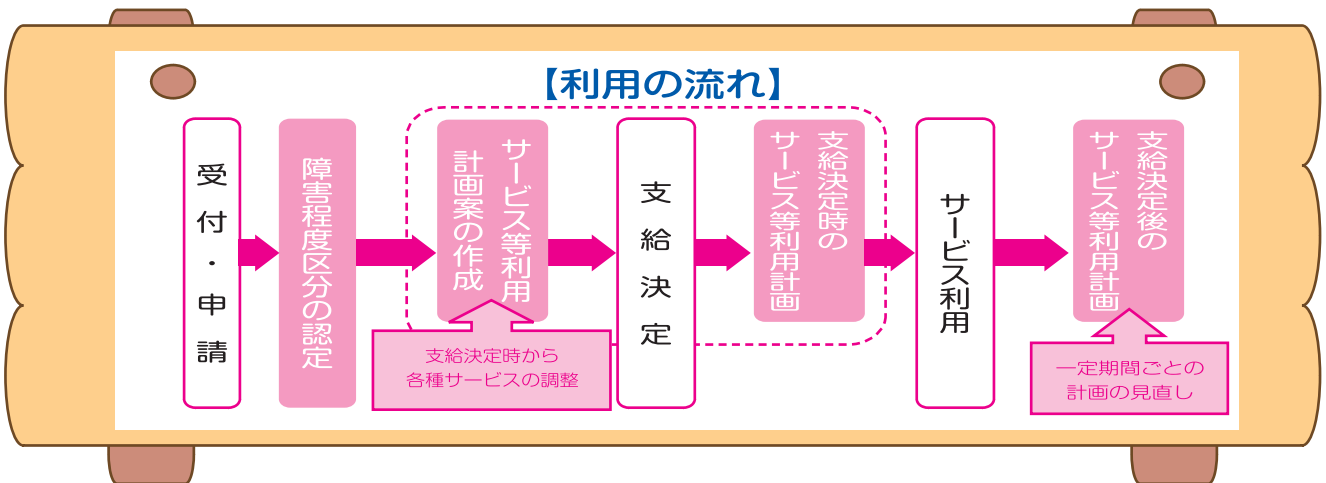 【利用の流れ】
受付・申請
障害程度区分の認定
サービス等利用
計画案の作成
支給決定時から
各種サービスの調整
支給決定
支給決定時の
サービス等利用計画
サービス利用
支給決定後の
サービス等利用計画
一定期間ごとの
計画の見直し